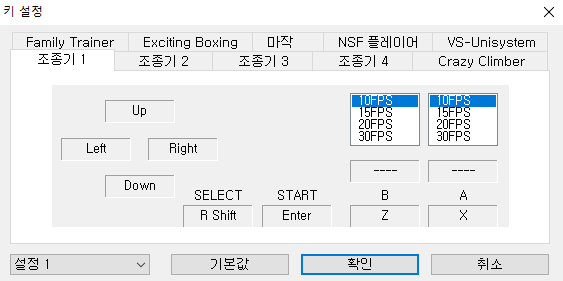 키 설정
Family Trainer Exciting Boxing 마작 NSF 플레이어 VS-Unisystem
조종기 1 조종기 2 조종기 3 조종기 4 Crazy Climber
Up
Left Right
Down
10FPS 10FPS
15FPS 15FPS
20FPS 20FPS
30FPS 30FPS
---- ----
SELECT START B A
R Shift Enter Z X
설정 1 기본값 확인 취소